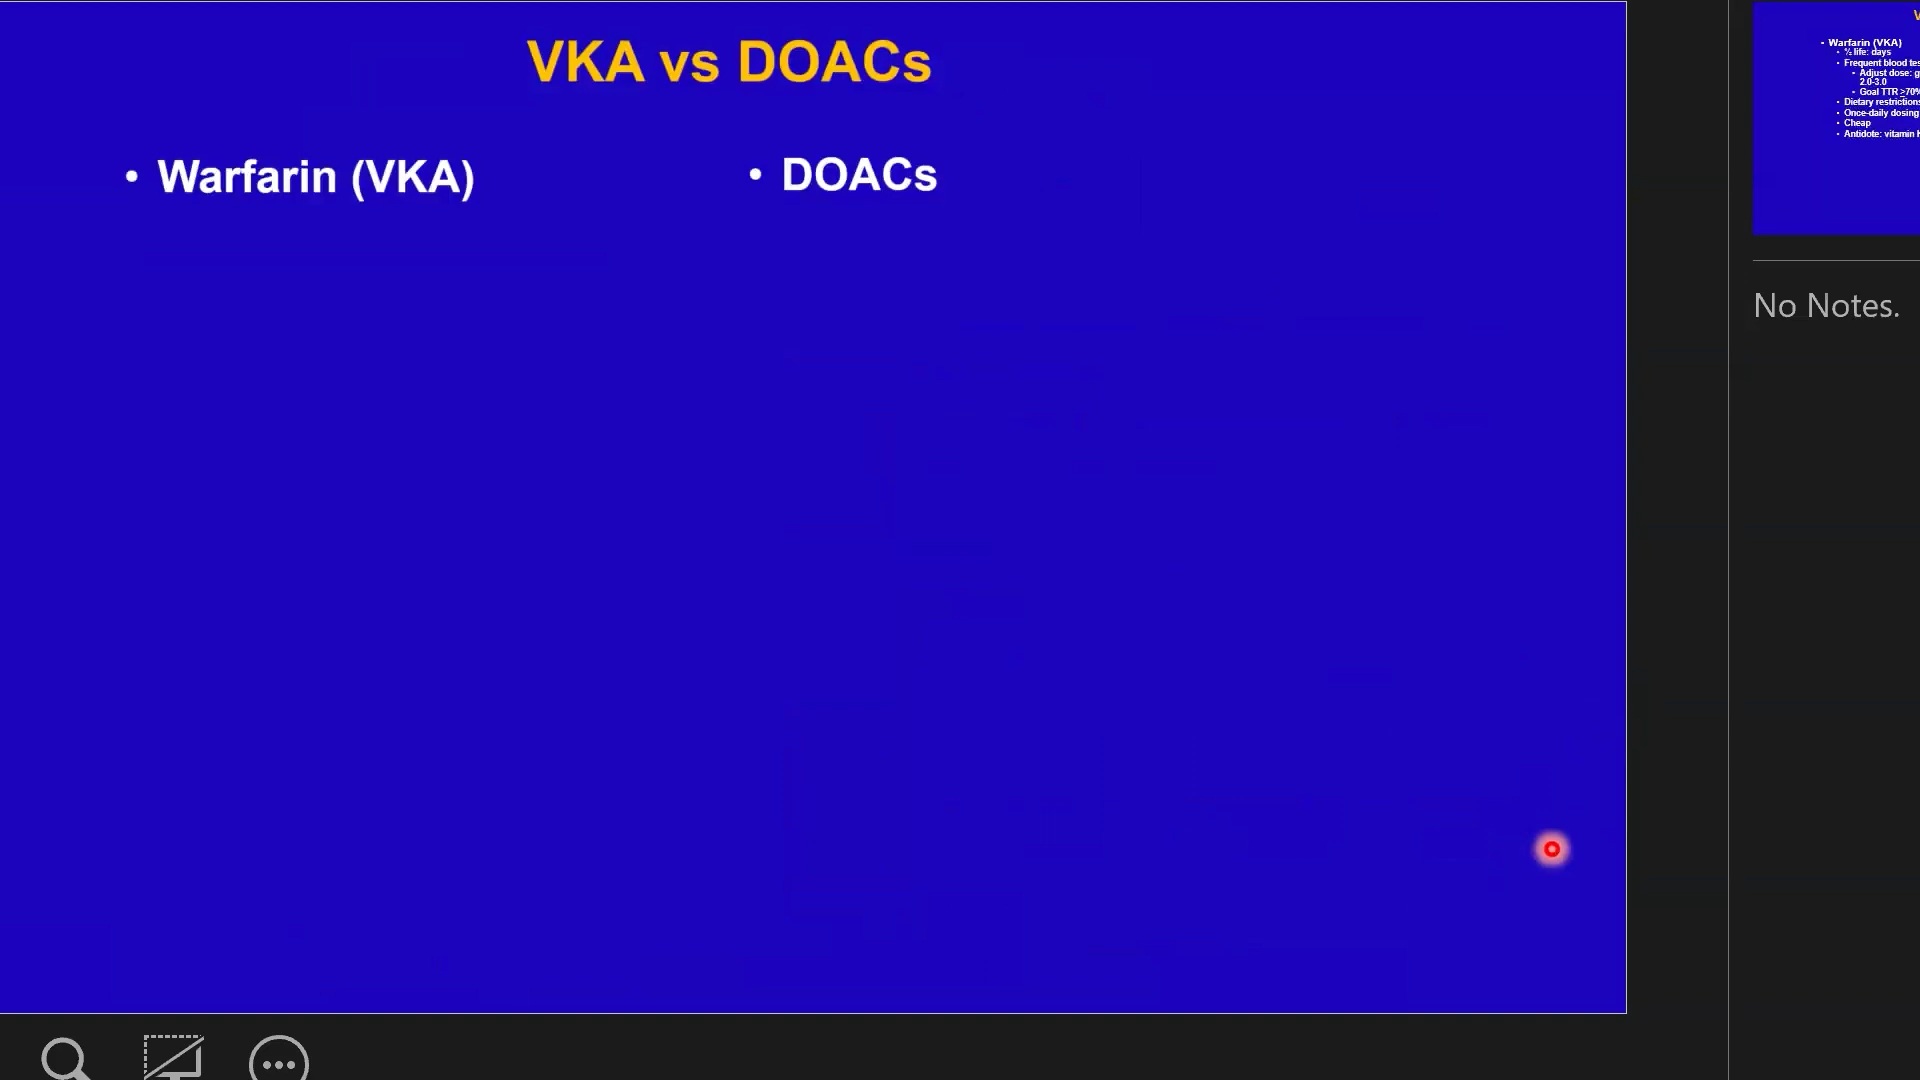 VKA vs DOACs
• Warfarin (VKA)
• DOACs
• Warfarin (VKA)
• ½ life: days
• Frequent blood tes
• Adjust dose: g
2.0-3.0
• Goal TTR ≥70%
• Dietary restrictions
• Once-daily dosing
• Cheap
• Antidote: vitamin K
No Notes.